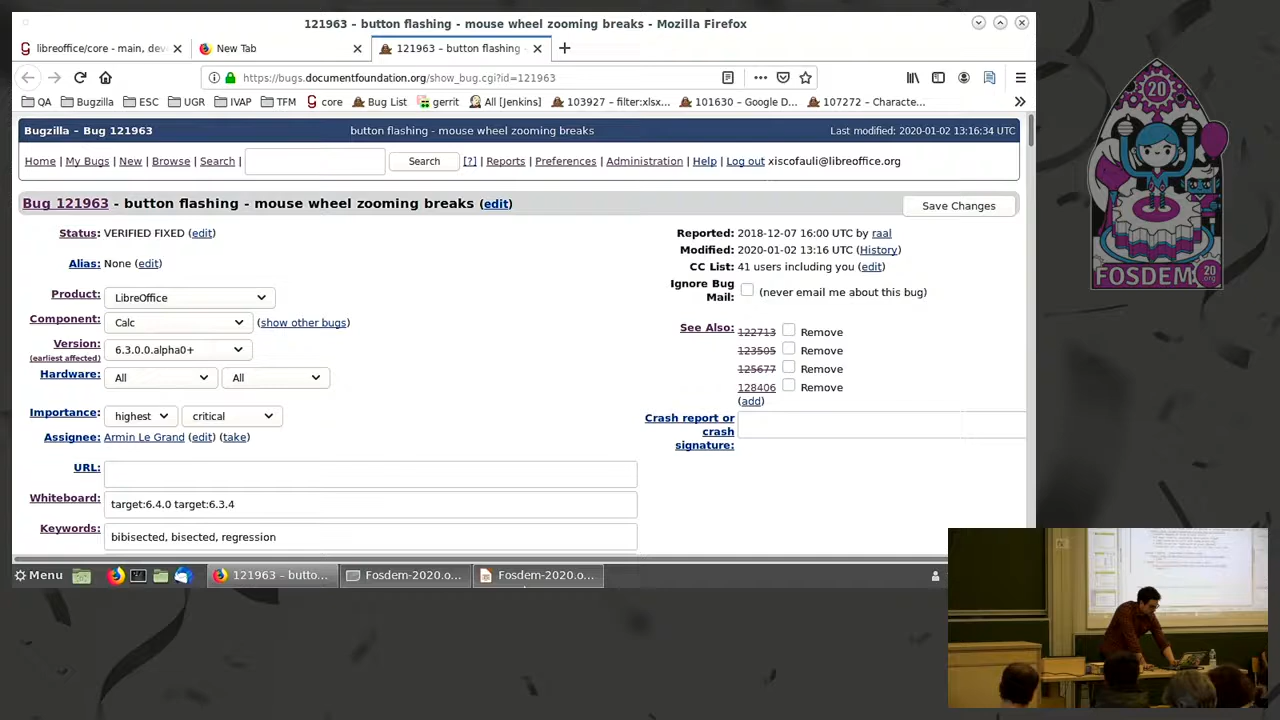 121963 – button flashing - mouse wheel zooming breaks - Mozilla Firefox
libreoffice/core - main, dev
New Tab
121963 – button flashing -
https://bugs.documentfoundation.org/show_bug.cgi?id=121963
QA
Bugzilla
ESC
UGR
IVAP
TFM
core
Bug List
gerrit
All [Jenkins]
103927 – filter:xlsx...
101630 – Google D...
107272 – Characte...
Bugzilla – Bug 121963
button flashing - mouse wheel zooming breaks
Last modified: 2020-01-02 13:16:34 UTC
Home | My Bugs | New | Browse | Search | Search [?] | Reports | Preferences | Administration | Help | Log out xiscofauli@libreoffice.org
Bug 121963 - button flashing - mouse wheel zooming breaks (edit)
Save Changes
Status: VERIFIED FIXED (edit)
Alias: None (edit)
Product: LibreOffice
Component: Calc (show other bugs)
Version: 6.3.0.0.alpha0+
(earliest affected)
Hardware: All All
Importance: highest critical
Assignee: Armin Le Grand (edit) (take)
URL:
Whiteboard: target:6.4.0 target:6.3.4
Keywords: bibisected, bisected, regression
Reported: 2018-12-07 16:00 UTC by raal
Modified: 2020-01-02 13:16 UTC (History)
CC List: 41 users including you (edit)
Ignore Bug Mail: (never email me about this bug)
See Also: 122713 Remove
123505 Remove
125677 Remove
128406 Remove
(add)
Crash report or crash signature:
Menu
121963 – butto...
Fosdem-2020.o...
Fosdem-2020.o...
20
FOSDEM 20
.org